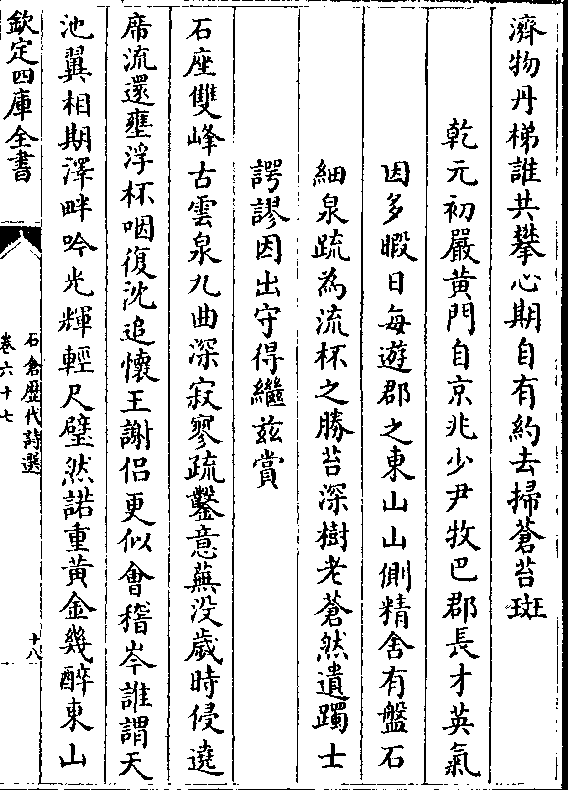 濟物丹梯誰共攀心期自有約去掃蒼苔斑
乾元初嚴黄門自京兆少尹牧巴郡長才英氣
因多暇日每遊郡之東山山側精舍有盤石
細泉疏為流杯之勝苔深樹老蒼然遺躅士
諤謬因出守得繼兹賞
石座雙峰古雲泉九曲深寂寥疏鑿意蕪没歲時侵遶
席流還壅浮杯咽復沈追懷王謝侣更似會稽岑誰謂天
池翼相期澤畔吟光輝輕尺璧然諾重黄金幾醉東山
欽定四庫全書
石倉歷代詩選
卷六十七
十八